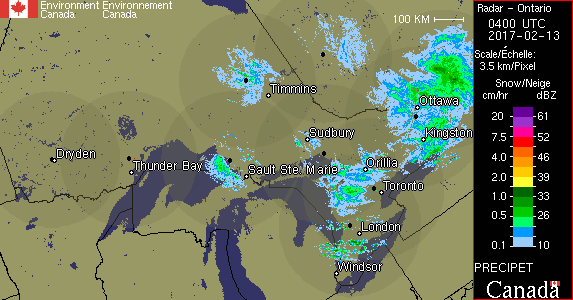 Environment Environnement
Canada Canada
100 KM
Radar - Ontario
0400 UTC
2017-02-13
Scale/Échelle:
3.5 km/Pixel
Snow/Neige
cm/hr dBZ
20 61
7.5 57
5.5 52
4.0 46
2.0 39
1.0 33
0.5 26
0.1 10
PRECIPET
Canada
Timmins
Ottawa
Kingston
Sudbury
Dryden
Thunder Bay
Sault Ste. Marie
Orillia
Toronto
London
Windsor